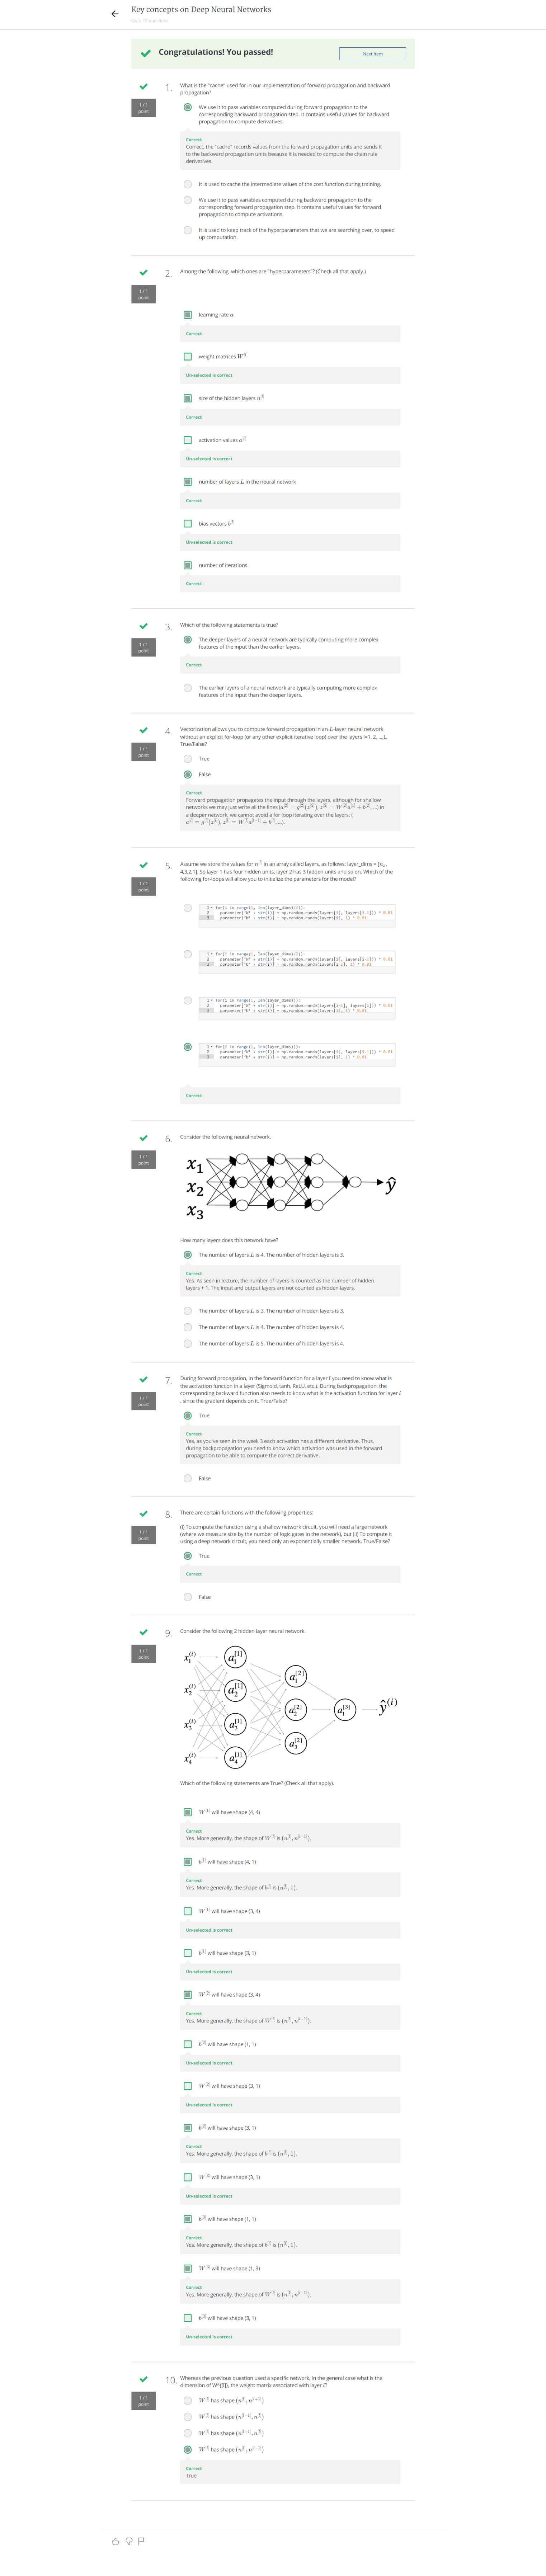 Key concepts on Deep Neural Networks
Quiz, 10 questions
Congratulations! You passed!
Next Item
1 / 1
point
1.
What is the "cache" used for in our implementation of forward propagation and backward
propagation?
We use it to pass variables computed during forward propagation to the
corresponding backward propagation step. It contains useful values for backward
propagation to compute derivatives.
Correct
Correct, the "cache" records values from the forward propagation units and sends it
to the backward propagation units because it is needed to compute the chain rule
derivatives.
It is used to cache the intermediate values of the cost function during training.
We use it to pass variables computed during backward propagation to the
corresponding forward propagation step. It contains useful values for forward
propagation to compute activations.
It is used to keep track of the hyperparameters that we are searching over, to speed
up computation.
1 / 1
point
2.
Among the following, which ones are "hyperparameters"? (Check all that apply.)
learning rate α
Correct
weight matrices W^[l]
Un-selected is correct
size of the hidden layers n^[l]
Correct
activation values a^[l]
Un-selected is correct
number of layers L in the neural network
Correct
bias vectors b^[l]
Un-selected is correct
number of iterations
Correct
1 / 1
point
3.
Which of the following statements is true?
The deeper layers of a neural network are typically computing more complex
features of the input than the earlier layers.
Correct
The earlier layers of a neural network are typically computing more complex
features of the input than the deeper layers.
1 / 1
point
4.
Vectorization allows you to compute forward propagation in an L-layer neural network
without an explicit for-loop (or any other explicit iterative loop) over the layers l=1, 2, ...,L.
True/False?
True
False
Correct
Forward propagation propagates the input through the layers, although for shallow
networks we may just write all the lines (a^[2] = g^[2](z^[2]), z^[2] = W^[2]a^[1] + b^[2], ...) in
a deeper network, we cannot avoid a for loop iterating over the layers: (
a^[l] = g^[l](z^[l]), z^[l] = W^[l]a^[l−1] + b^[l], ...).
1 / 1
point
5.
Assume we store the values for n^[l] in an array called layers, as follows: layer_dims = [n_x,
4,3,2,1]. So layer 1 has four hidden units, layer 2 has 3 hidden units and so on. Which of the
following for-loops will allow you to initialize the parameters for the model?
1 for(i in range(1, len(layer_dims)/2)):
2 parameter['W' + str(i)] = np.random.randn(layers[i], layers[i-1])) * 0.01
3 parameter['b' + str(i)] = np.random.randn(layers[i], 1) * 0.01
1 for(i in range(1, len(layer_dims)/2)):
2 parameter['W' + str(i)] = np.random.randn(layers[i], layers[i-1])) * 0.01
3 parameter['b' + str(i)] = np.random.randn(layers[i-1], 1) * 0.01
1 for(i in range(1, len(layer_dims))):
2 parameter['W' + str(i)] = np.random.randn(layers[i-1], layers[i])) * 0.01
3 parameter['b' + str(i)] = np.random.randn(layers[i], 1) * 0.01
1 for(i in range(1, len(layer_dims))):
2 parameter['W' + str(i)] = np.random.randn(layers[i], layers[i-1])) * 0.01
3 parameter['b' + str(i)] = np.random.randn(layers[i], 1) * 0.01
Correct
1 / 1
point
6.
Consider the following neural network.
x1
x2
x3
ŷ
How many layers does this network have?
The number of layers L is 4. The number of hidden layers is 3.
Correct
Yes. As seen in lecture, the number of layers is counted as the number of hidden
layers + 1. The input and output layers are not counted as hidden layers.
The number of layers L is 3. The number of hidden layers is 3.
The number of layers L is 4. The number of hidden layers is 4.
The number of layers L is 5. The number of hidden layers is 4.
1 / 1
point
7.
During forward propagation, in the forward function for a layer l you need to know what is
the activation function in a layer (Sigmoid, tanh, ReLU, etc.). During backpropagation, the
corresponding backward function also needs to know what is the activation function for layer l
, since the gradient depends on it. True/False?
True
Correct
Yes, as you've seen in the week 3 each activation has a different derivative. Thus,
during backpropagation you need to know which activation was used in the forward
propagation to be able to compute the correct derivative.
False
1 / 1
point
8.
There are certain functions with the following properties:
(i) To compute the function using a shallow network circuit, you will need a large network
(where we measure size by the number of logic gates in the network), but (ii) To compute it
using a deep network circuit, you need only an exponentially smaller network. True/False?
True
Correct
False
1 / 1
point
9.
Consider the following 2 hidden layer neural network:
x1^(i) a1^[1]
x2^(i) a2^[1] a1^[2]
x3^(i) a3^[1] a2^[2] a1^[3] ŷ^(i)
x4^(i) a4^[1] a3^[2]
Which of the following statements are True? (Check all that apply).
W^[1] will have shape (4, 4)
Correct
Yes. More generally, the shape of W^[l] is (n^[l], n^[l−1]).
b^[1] will have shape (4, 1)
Correct
Yes. More generally, the shape of b^[l] is (n^[l], 1).
W^[1] will have shape (3, 4)
Un-selected is correct
b^[1] will have shape (3, 1)
Un-selected is correct
W^[2] will have shape (3, 4)
Correct
Yes. More generally, the shape of W^[l] is (n^[l], n^[l−1]).
b^[2] will have shape (1, 1)
Un-selected is correct
W^[2] will have shape (3, 1)
Un-selected is correct
b^[2] will have shape (3, 1)
Correct
Yes. More generally, the shape of b^[l] is (n^[l], 1).
W^[3] will have shape (3, 1)
Un-selected is correct
b^[3] will have shape (1, 1)
Correct
Yes. More generally, the shape of b^[l] is (n^[l], 1).
W^[3] will have shape (1, 3)
Correct
Yes. More generally, the shape of W^[l] is (n^[l], n^[l−1]).
b^[3] will have shape (3, 1)
Un-selected is correct
1 / 1
point
10.
Whereas the previous question used a specific network, in the general case what is the
dimension of W^{[l]}, the weight matrix associated with layer l?
W^[l] has shape (n^[l], n^[l+1])
W^[l] has shape (n^[l−1], n^[l])
W^[l] has shape (n^[l+1], n^[l])
W^[l] has shape (n^[l], n^[l−1])
Correct
True